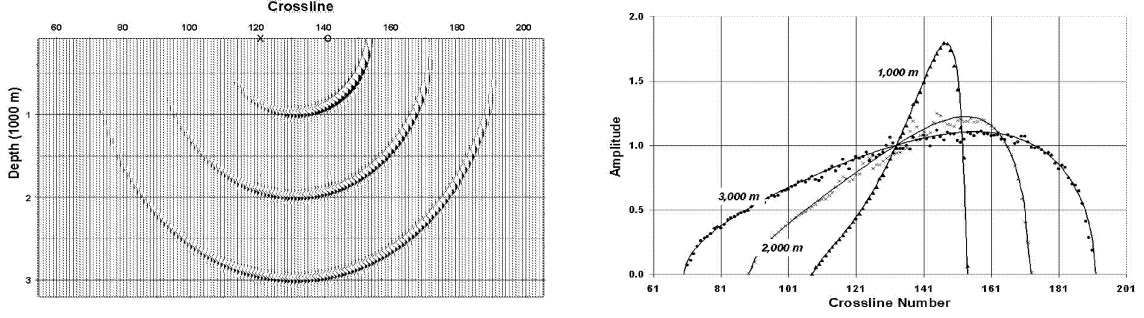 Crossline
60 80 100 120 140 160 180 200
X O
Depth (1000 m)
1
2
3
2.0
1.5
1.0
0.5
0.0
Amplitude
1,000 m
3,000 m
2,000 m
61 81 101 121 141 161 181 201
Crossline Number